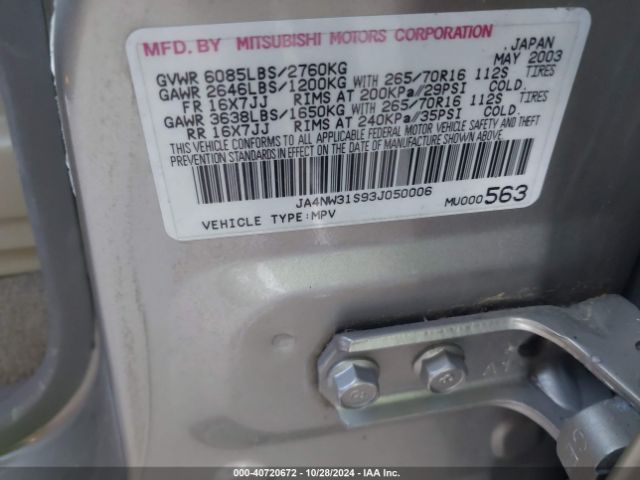 MFD. BY MITSUBISHI MOTORS CORPORATION
JAPAN
MAY 2003
GVWR 6085LBS/2760KG
GAWR 2646LBS/1200KG WITH 265/70R16 112S TIRES
FR 16X7JJ RIMS AT 200KPa//29PSI COLD.
GAWR 3638LBS/1650KG WITH 265/70R16 112S TIRES
RR 16X7JJ RIMS AT 240KPa//35PSI COLD.
THIS VEHICLE CONFORMS TO ALL APPLICABLE FEDERAL MOTOR VEHICLE SAFETY AND THEFT
PREVENTION STANDARDS IN EFFECT ON THE DATE OF MANUFACTURE SHOWN ABOVE.
JA4NW31S93J050006
MU000563
VEHICLE TYPE:MPV
000-40720672 - 10/28/2024 - IAA Inc.